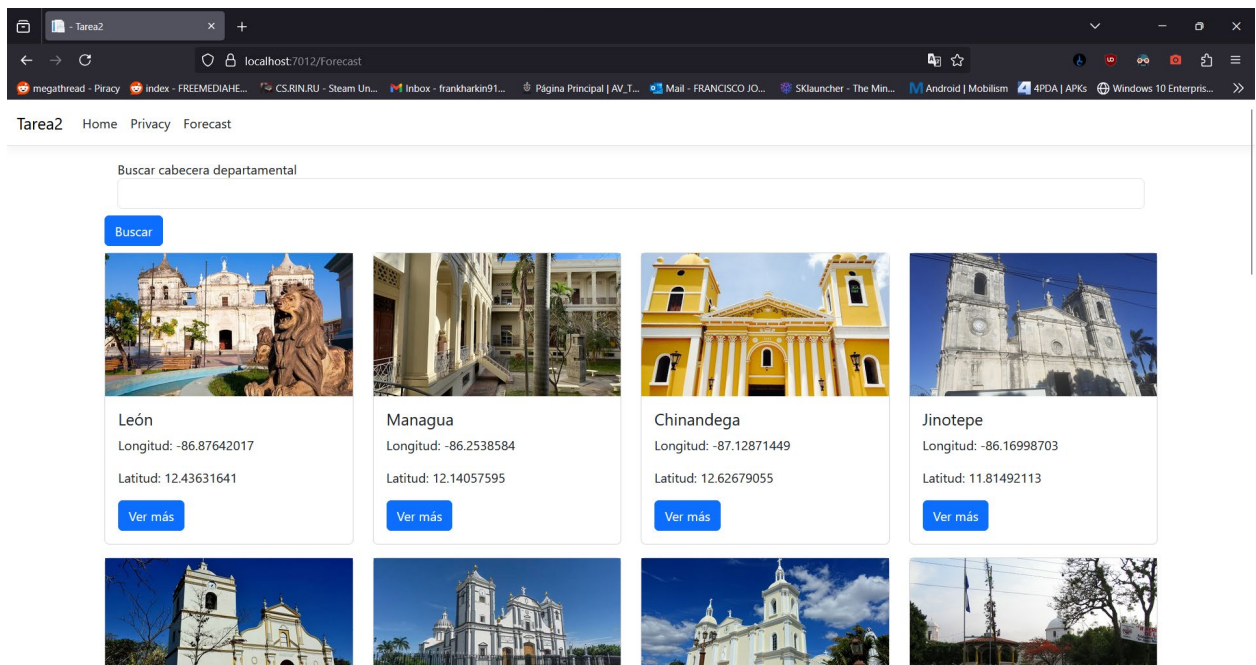 - Tarea2
localhost:7012/Forecast
megathread - Piracy index - FREEMEDIAHE... CS.RIN.RU - Steam Un... Inbox - frankharkin91... Página Principal | AV_T... Mail - FRANCISCO JO... SKlauncher - The Min... Android | Mobilism 4PDA | APKs Windows 10 Enterpris...
Tarea2 Home Privacy Forecast
Buscar cabecera departamental
Buscar
León Managua Chinandega Jinotepe
Longitud: -86.87642017 Longitud: -86.2538584 Longitud: -87.12871449 Longitud: -86.16998703
Latitud: 12.43631641 Latitud: 12.14057595 Latitud: 12.62679055 Latitud: 11.81492113
Ver más Ver más Ver más Ver más